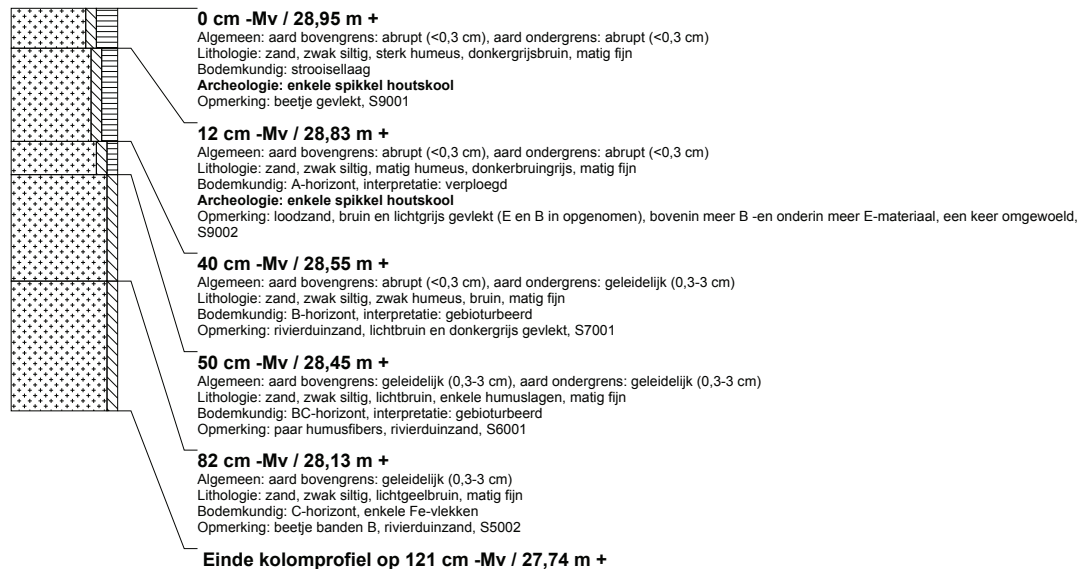 0 cm -Mv / 28,95 m +
Algemeen: aard bovengrens: abrupt (<0,3 cm), aard ondergrens: abrupt (<0,3 cm)
Lithologie: zand, zwak siltig, sterk humeus, donkergrijsbruin, matig fijn
Bodemkundig: strooisellaag
Archeologie: enkele spikkel houtskool
Opmerking: beetje gevlekt, S9001
12 cm -Mv / 28,83 m +
Algemeen: aard bovengrens: abrupt (<0,3 cm), aard ondergrens: abrupt (<0,3 cm)
Lithologie: zand, zwak siltig, matig humeus, donkerbruingrijs, matig fijn
Bodemkundig: A-horizont, interpretatie: verploegd
Archeologie: enkele spikkel houtskool
Opmerking: loodzand, bruin en lichtgrijs gevlekt (E en B in opgenomen), bovenin meer B -en onderin meer E-materiaal, een keer omgewoeld,
S9002
40 cm -Mv / 28,55 m +
Algemeen: aard bovengrens: abrupt (<0,3 cm), aard ondergrens: geleidelijk (0,3-3 cm)
Lithologie: zand, zwak siltig, zwak humeus, bruin, matig fijn
Bodemkundig: B-horizont, interpretatie: gebioturbeerd
Opmerking: rivierduinzand, lichtbruin en donkergrijs gevlekt, S7001
50 cm -Mv / 28,45 m +
Algemeen: aard bovengrens: geleidelijk (0,3-3 cm), aard ondergrens: geleidelijk (0,3-3 cm)
Lithologie: zand, zwak siltig, lichtbruin, enkele humuslagen, matig fijn
Bodemkundig: BC-horizont, interpretatie: gebioturbeerd
Opmerking: paar humusfibers, rivierduinzand, S6001
82 cm -Mv / 28,13 m +
Algemeen: aard bovengrens: geleidelijk (0,3-3 cm)
Lithologie: zand, zwak siltig, lichtgeelbruin, matig fijn
Bodemkundig: C-horizont, enkele Fe-vlekken
Opmerking: beetje banden B, rivierduinzand, S5002
Einde kolomprofiel op 121 cm -Mv / 27,74 m +